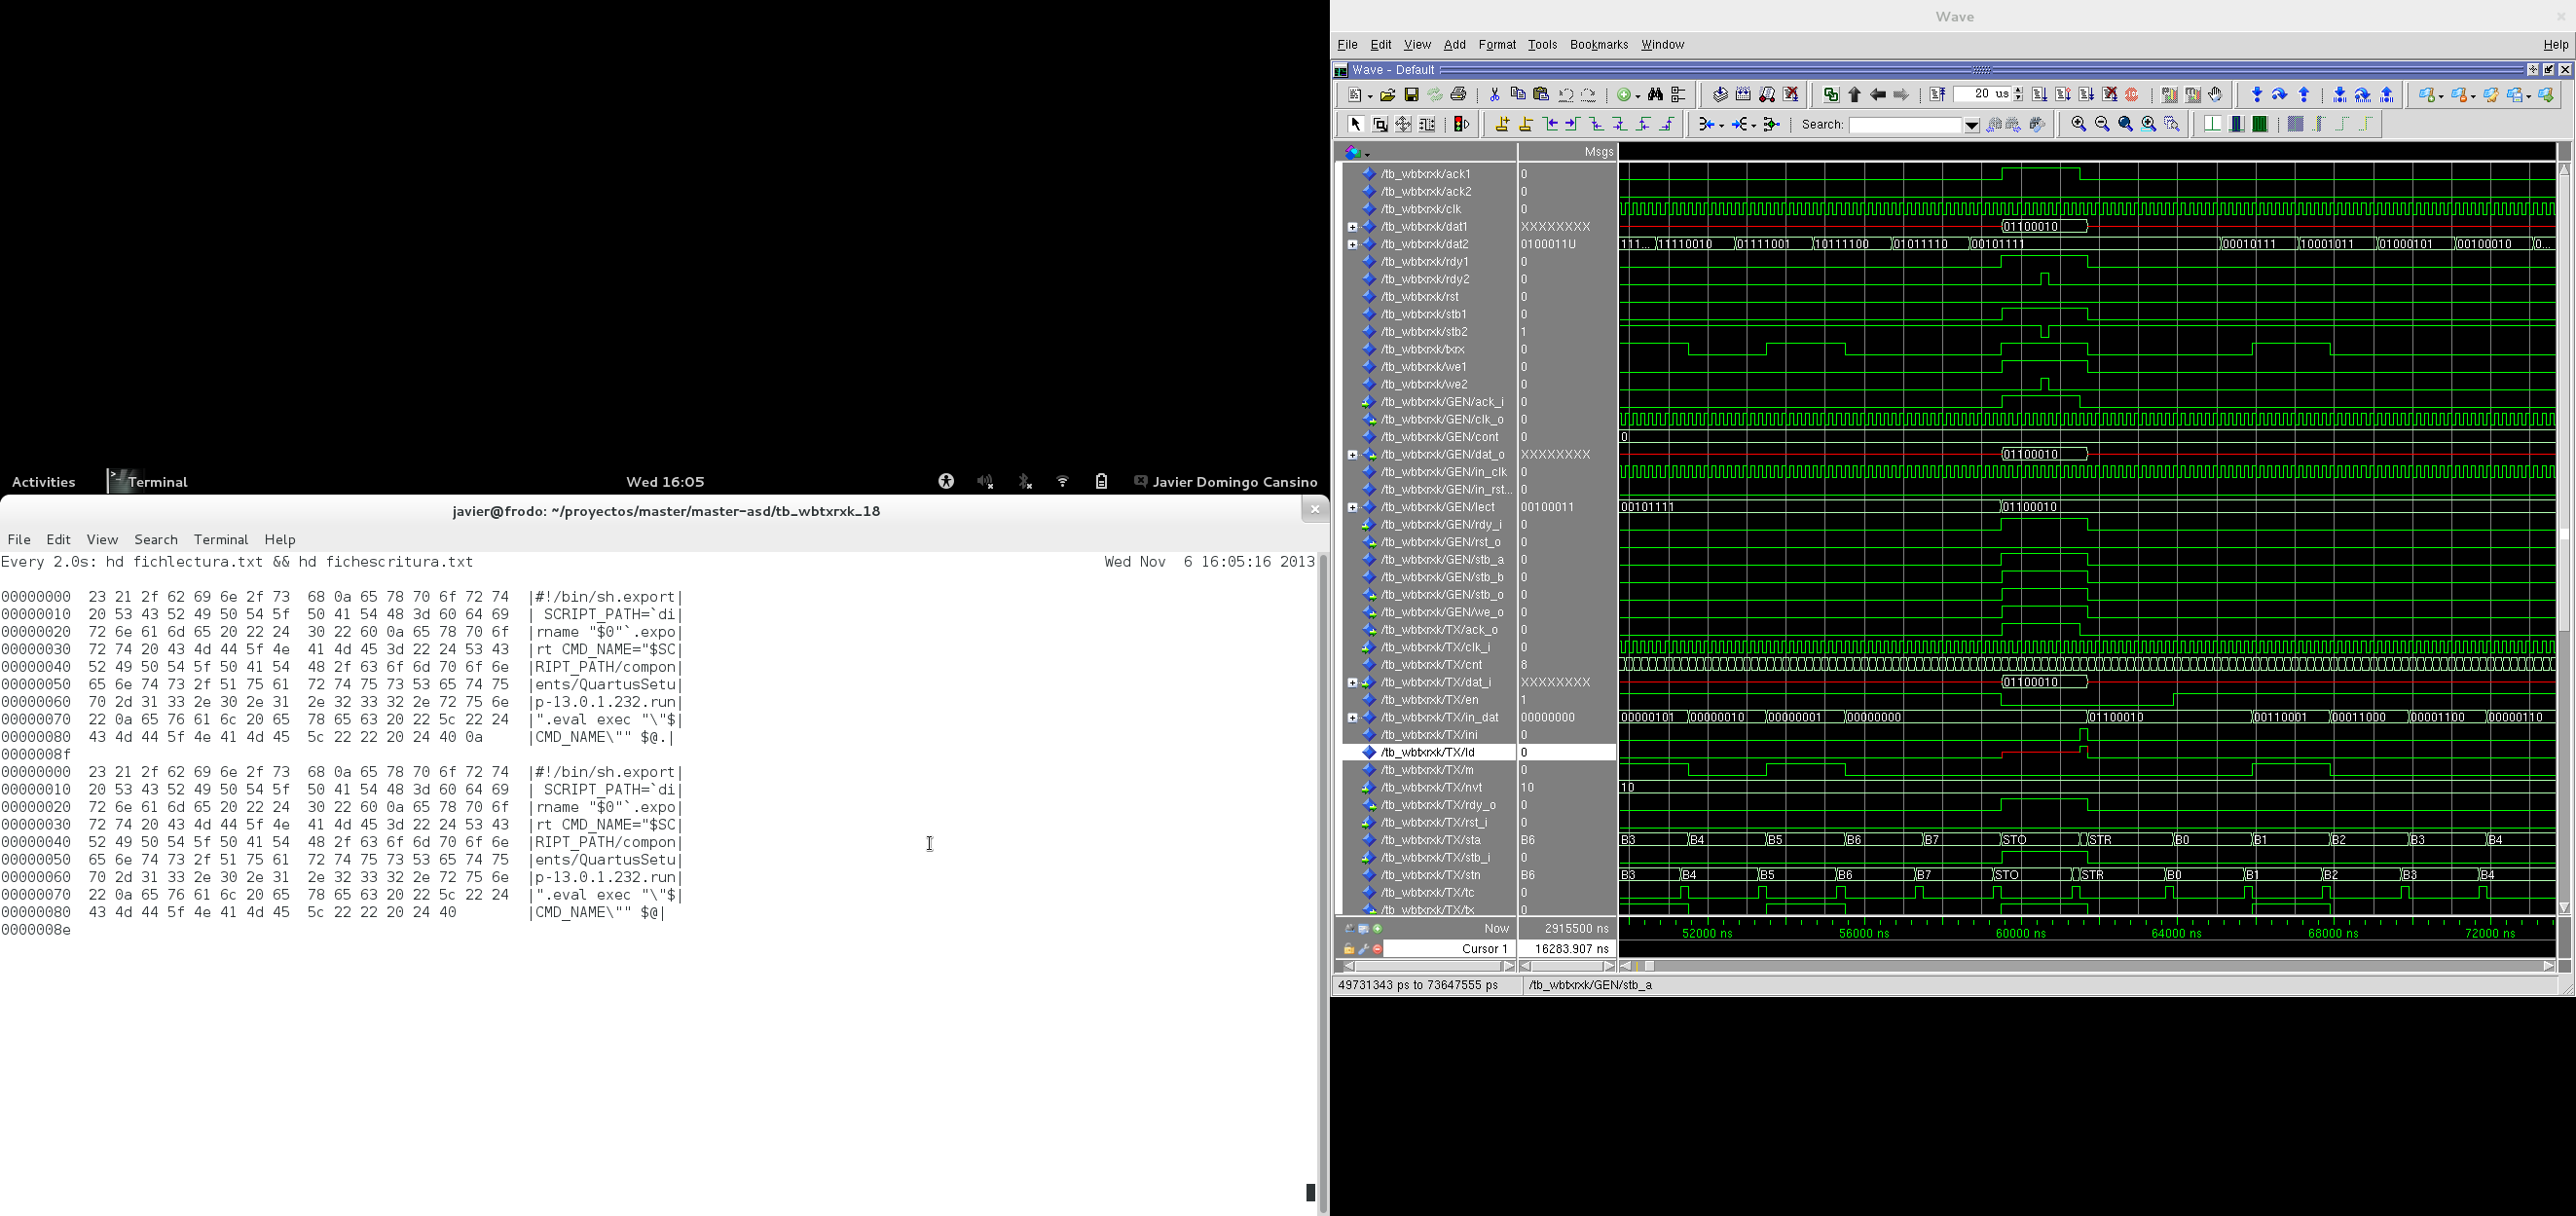 Activities Terminal Wed 16:05 Javier Domingo Cansino
javier@frodo: ~/proyectos/master/master-asd/tb_wbtxrxk_18
File Edit View Search Terminal Help
Every 2.0s: hd fichlectura.txt && hd fichescritura.txt Wed Nov  6 16:05:16 2013
00000000  23 21 2f 62 69 6e 2f 73  68 0a 65 78 70 6f 72 74  |#!/bin/sh.export|
00000010  20 53 43 52 49 50 54 5f  50 41 54 48 3d 60 64 69  | SCRIPT_PATH=`di|
00000020  72 6e 61 6d 65 20 22 24  30 22 60 0a 65 78 70 6f  |rname "$0"`.expo|
00000030  72 74 20 43 4d 44 5f 4e  41 4d 45 3d 22 24 53 43  |rt CMD_NAME="$SC|
00000040  52 49 50 54 5f 50 41 54  48 2f 63 6f 6d 70 6f 6e  |RIPT_PATH/compon|
00000050  65 6e 74 73 2f 51 75 61  72 74 75 73 53 65 74 75  |ents/QuartusSetu|
00000060  70 2d 31 33 2e 30 2e 31  2e 32 33 32 2e 72 75 6e  |p-13.0.1.232.run|
00000070  22 0a 65 76 61 6c 20 65  78 65 63 20 22 5c 22 24  |".eval exec "\"$|
00000080  43 4d 44 5f 4e 41 4d 45  5c 22 22 20 24 40 0a     |CMD_NAME\"" $@.|
0000008f
00000000  23 21 2f 62 69 6e 2f 73  68 0a 65 78 70 6f 72 74  |#!/bin/sh.export|
00000010  20 53 43 52 49 50 54 5f  50 41 54 48 3d 60 64 69  | SCRIPT_PATH=`di|
00000020  72 6e 61 6d 65 20 22 24  30 22 60 0a 65 78 70 6f  |rname "$0"`.expo|
00000030  72 74 20 43 4d 44 5f 4e  41 4d 45 3d 22 24 53 43  |rt CMD_NAME="$SC|
00000040  52 49 50 54 5f 50 41 54  48 2f 63 6f 6d 70 6f 6e  |RIPT_PATH/compon|
00000050  65 6e 74 73 2f 51 75 61  72 74 75 73 53 65 74 75  |ents/QuartusSetu|
00000060  70 2d 31 33 2e 30 2e 31  2e 32 33 32 2e 72 75 6e  |p-13.0.1.232.run|
00000070  22 0a 65 76 61 6c 20 65  78 65 63 20 22 5c 22 24  |".eval exec "\"$|
00000080  43 4d 44 5f 4e 41 4d 45  5c 22 22 20 24 40        |CMD_NAME\"" $@|
0000008e
Wave
File Edit View Add Format Tools Bookmarks Window Help
Wave - Default
20 us
Search:
Msgs
/tb_wbtxrxk/ack1 0
/tb_wbtxrxk/ack2 0
/tb_wbtxrxk/clk 0
/tb_wbtxrxk/dat1 XXXXXXXX 01100010
/tb_wbtxrxk/dat2 0100011U 111... 11110010 01111001 10111100 01011110 00101111 00010111 10001011 01000101 00100010 0...
/tb_wbtxrxk/rdy1 0
/tb_wbtxrxk/rdy2 0
/tb_wbtxrxk/rst 0
/tb_wbtxrxk/stb1 0
/tb_wbtxrxk/stb2 1
/tb_wbtxrxk/txrx 0
/tb_wbtxrxk/we1 0
/tb_wbtxrxk/we2 0
/tb_wbtxrxk/GEN/ack_i 0
/tb_wbtxrxk/GEN/clk_o 0
/tb_wbtxrxk/GEN/cont 0 0
/tb_wbtxrxk/GEN/dat_o XXXXXXXX 01100010
/tb_wbtxrxk/GEN/in_clk 0
/tb_wbtxrxk/GEN/in_rst... 0
/tb_wbtxrxk/GEN/lect 00100011 00101111 01100010
/tb_wbtxrxk/GEN/rdy_i 0
/tb_wbtxrxk/GEN/rst_o 0
/tb_wbtxrxk/GEN/stb_a 0
/tb_wbtxrxk/GEN/stb_b 0
/tb_wbtxrxk/GEN/stb_o 0
/tb_wbtxrxk/GEN/we_o 0
/tb_wbtxrxk/TX/ack_o 0
/tb_wbtxrxk/TX/clk_i 0
/tb_wbtxrxk/TX/cnt 8
/tb_wbtxrxk/TX/dat_i XXXXXXXX 01100010
/tb_wbtxrxk/TX/en 1
/tb_wbtxrxk/TX/in_dat 00000000 00000101 00000010 00000001 00000000 01100010 00110001 00011000 00001100 00000110
/tb_wbtxrxk/TX/ini 0
/tb_wbtxrxk/TX/ld 0
/tb_wbtxrxk/TX/m 0
/tb_wbtxrxk/TX/nvt 10 10
/tb_wbtxrxk/TX/rdy_o 0
/tb_wbtxrxk/TX/rst_i 0
/tb_wbtxrxk/TX/sta B6 B3 B4 B5 B6 B7 STO STR B0 B1 B2 B3 B4
/tb_wbtxrxk/TX/stb_i 0
/tb_wbtxrxk/TX/stn B6 B3 B4 B5 B6 B7 STO STR B0 B1 B2 B3 B4
/tb_wbtxrxk/TX/tc 0
/tb_wbtxrxk/TX/tx 0
Now 2915500 ns 52000 ns 56000 ns 60000 ns 64000 ns 68000 ns 72000 ns
Cursor 1 16283.907 ns
49731343 ps to 73647555 ps /tb_wbtxrxk/GEN/stb_a